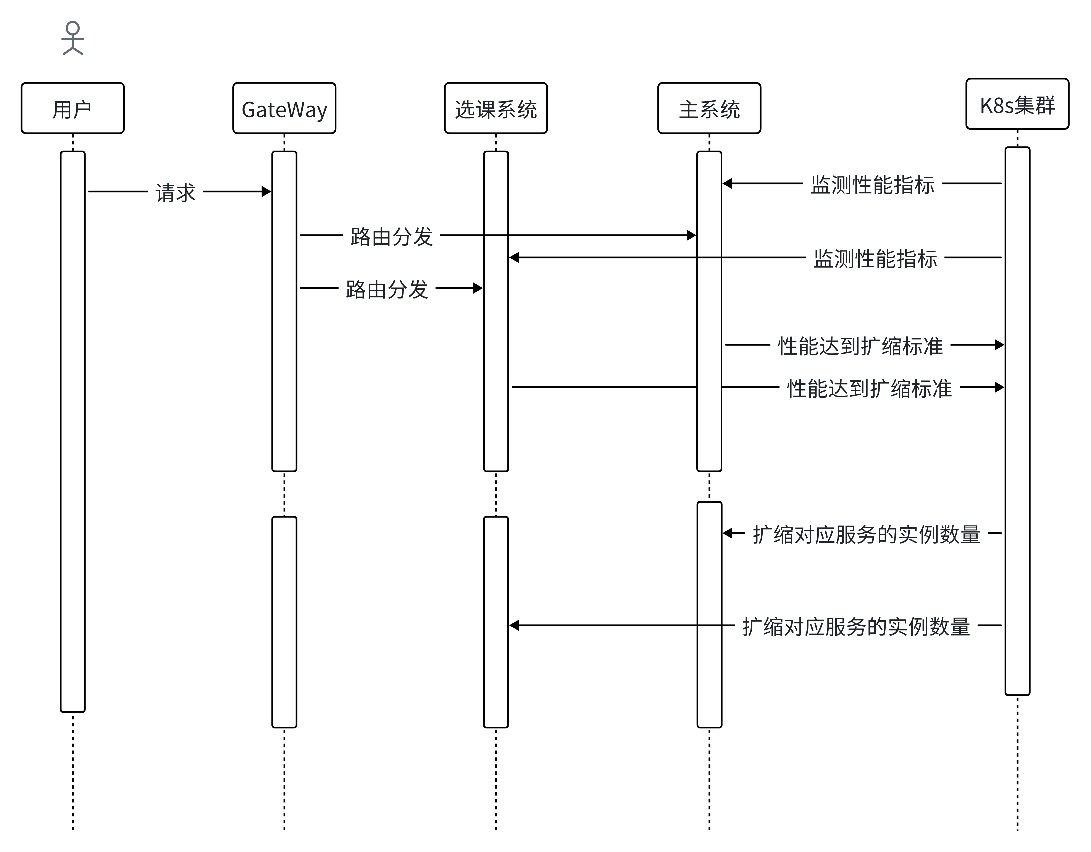 用户
GateWay
选课系统
主系统
K8s集群
监测性能指标
请求
路由分发
监测性能指标
路由分发
性能达到扩缩标准
性能达到扩缩标准
扩缩对应服务的实例数量
扩缩对应服务的实例数量